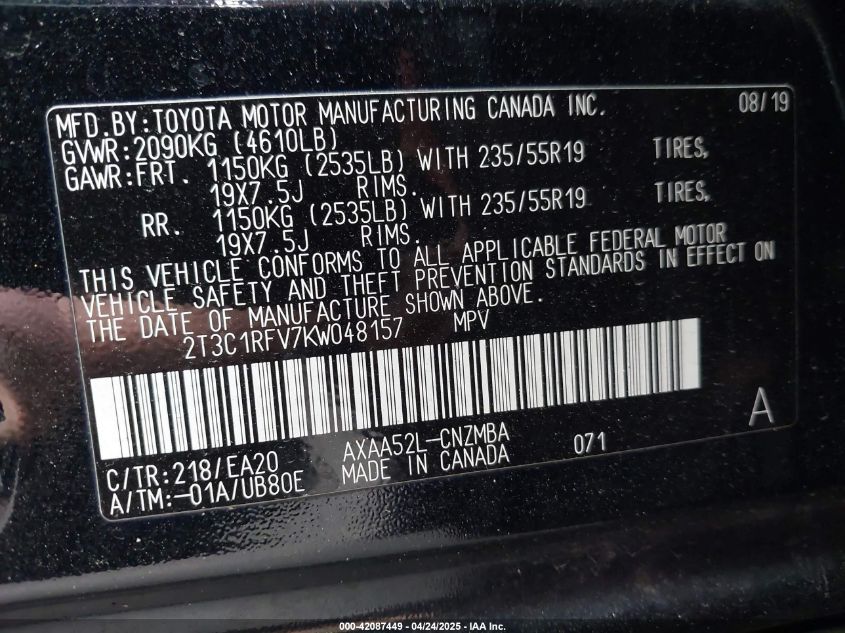 MFD.BY:TOYOTA MOTOR MANUFACTURING CANADA INC. 08/19
GVWR:2090KG (4610LB)
GAWR:FRT. 1150KG (2535LB) WITH 235/55R19 TIRES,
19X7.5J RIMS.
RR. 1150KG (2535LB) WITH 235/55R19 TIRES,
19X7.5J RIMS.
THIS VEHICLE CONFORMS TO ALL APPLICABLE FEDERAL MOTOR
VEHICLE SAFETY AND THEFT PREVENTION STANDARDS IN EFFECT ON
THE DATE OF MANUFACTURE SHOWN ABOVE.
2T3C1RFV7KW048157 MPV
A
C/TR:218/EA20 AXAA52L-CNZMBA 071
A/TM:-01A/UB80E MADE IN CANADA
000-42087449 - 04/24/2025 - IAA Inc.